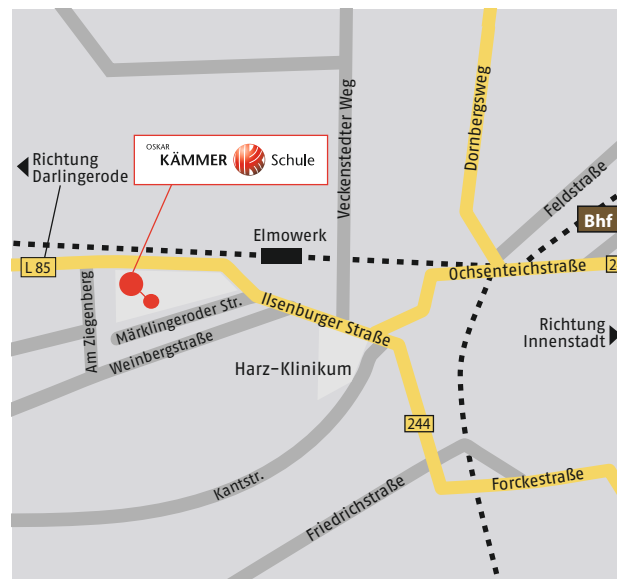 OSKAR
KÄMMER Schule
Richtung
Darlingerode
Veckenstedter Weg
Dornbergsweg
Feldstraße
Bhf
Elmowerk
L 85
Ochsenteichstraße
2
Am Ziegenberg
Märklingeroder Str.
Ilsenburger Straße
Weinbergstraße
Richtung
Innenstadt
Harz-Klinikum
244
Kantstr.
Friedrichstraße
Forckestraße